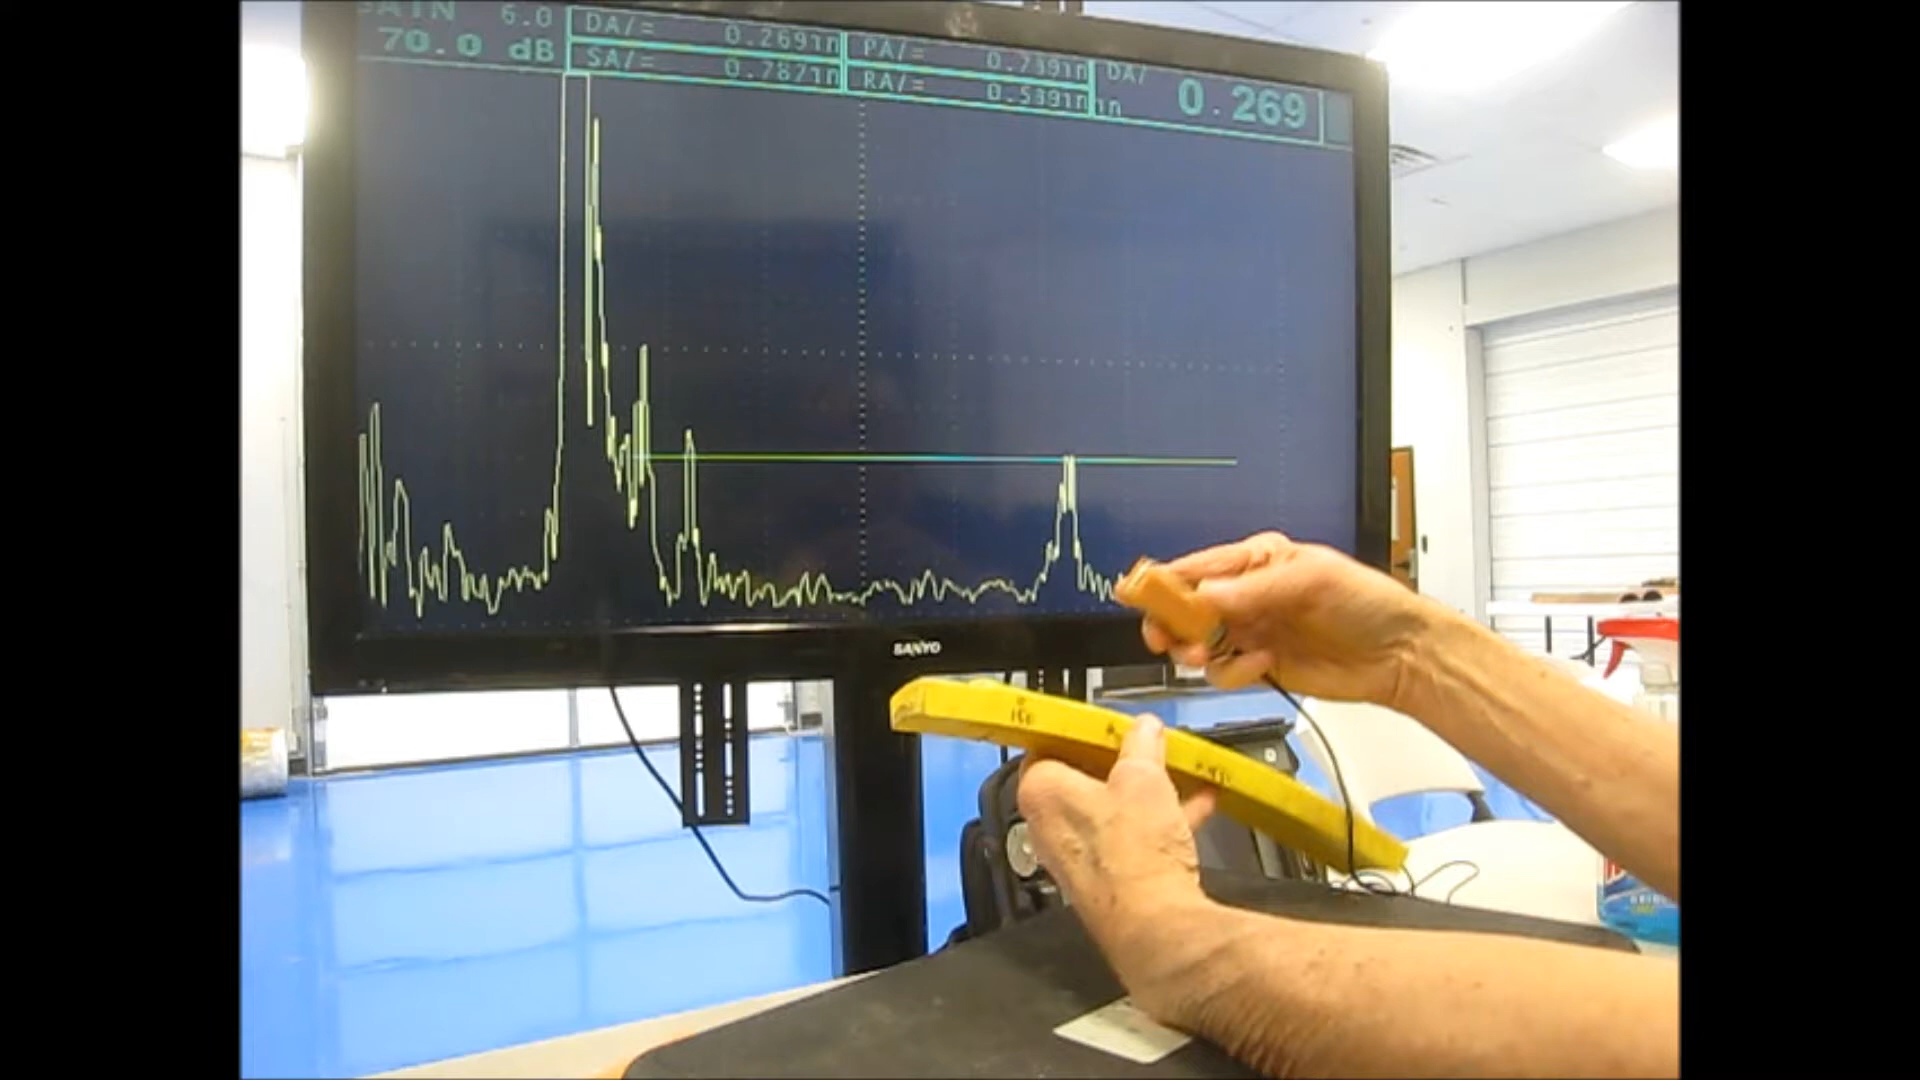 GAIN 6.0
70.0 dB
DA/= 0.269in
SA/= 0.787in
PA/= 0.739in
RA/= 0.539in
DA/
in
0.269
SANYO